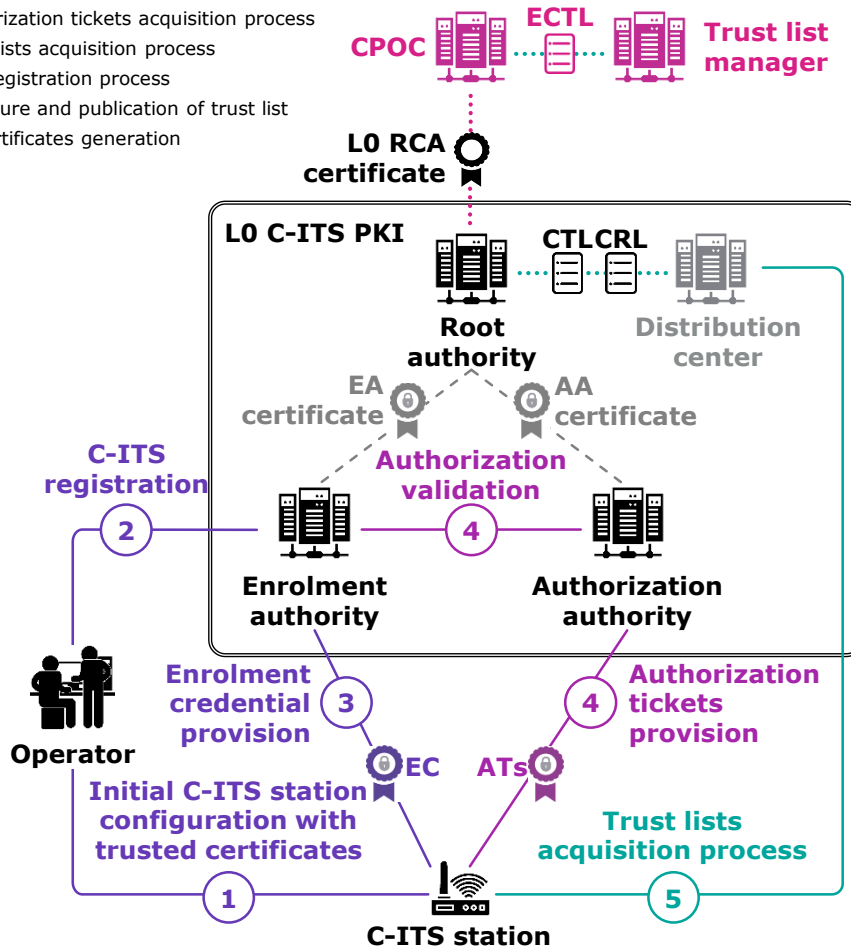 rization tickets acquisition process
ists acquisition process
egistration process
ure and publication of trust list
rtificates generation
CPOC
ECTL
Trust list
manager
L0 RCA
certificate
L0 C-ITS PKI
CTL
CRL
Root
authority
Distribution
center
EA
certificate
AA
certificate
C-ITS
registration
2
Authorization
validation
4
Enrolment
authority
Authorization
authority
Operator
Enrolment
credential
provision
3
4
Authorization
tickets
provision
EC
ATs
Initial C-ITS station
configuration with
trusted certificates
1
Trust lists
acquisition process
5
C-ITS station